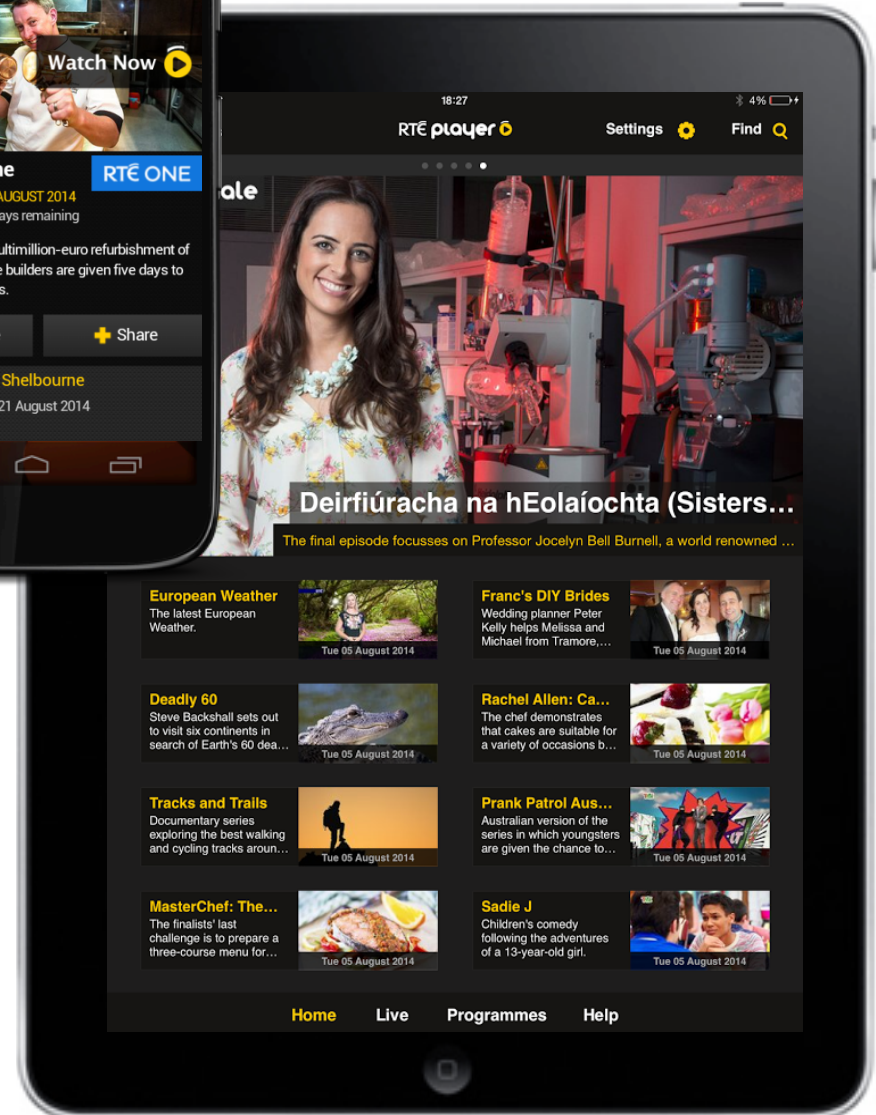 Watch Now
RTÉ ONE
AUGUST 2014
remaining
refurbishment of
builders are given five days to
Share
Shelbourne
21 August 2014
18:27
4%
RTÉ player
Settings
Find
Deirfiúracha na hEolaíochta (Sisters...
The final episode focusses on Professor Jocelyn Bell Burnell, a world renowned ...
European Weather
The latest European
Weather.
Tue 05 August 2014
Franc's DIY Brides
Wedding planner Peter
Kelly helps Melissa and
Michael from Tramore,...
Tue 05 August 2014
Deadly 60
Steve Backshall sets out
to visit six continents in
search of Earth's 60 dea...
Tue 05 August 2014
Rachel Allen: Ca...
The chef demonstrates
that cakes are suitable for
a variety of occasions b...
Tue 05 August 2014
Tracks and Trails
Documentary series
exploring the best walking
and cycling tracks aroun...
Tue 05 August 2014
Prank Patrol Aus...
Australian version of the
series in which youngsters
are given the chance to...
Tue 05 August 2014
MasterChef: The...
The finalists' last
challenge is to prepare a
three-course menu for...
Tue 05 August 2014
Sadie J
Children's comedy
following the adventures
of a 13-year-old girl.
Tue 05 August 2014
Home
Live
Programmes
Help